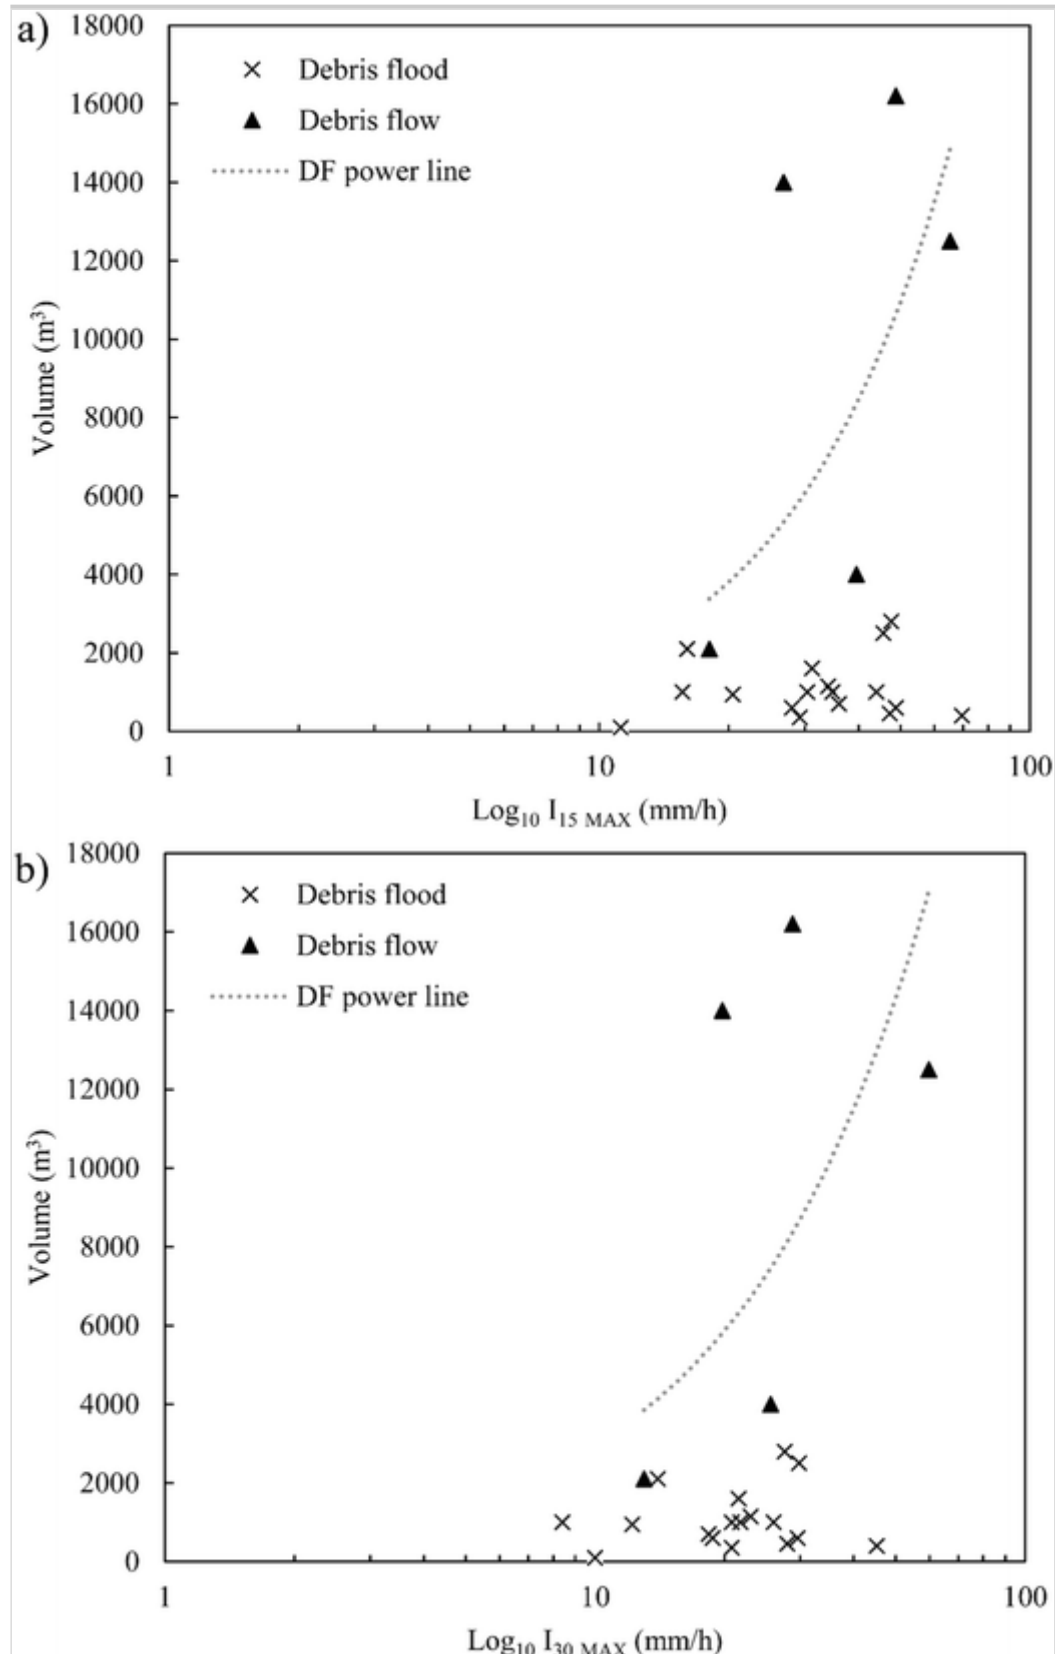 a)
18000
16000
14000
12000
10000
8000
6000
4000
2000
0
Volume (m³)
Debris flood
Debris flow
DF power line
1 10 100
Log₁₀ I₁₅ MAX (mm/h)
b)
18000
16000
14000
12000
10000
8000
6000
4000
2000
0
Volume (m³)
Debris flood
Debris flow
DF power line
1 10 100
Log₁₀ I₃₀ MAX (mm/h)